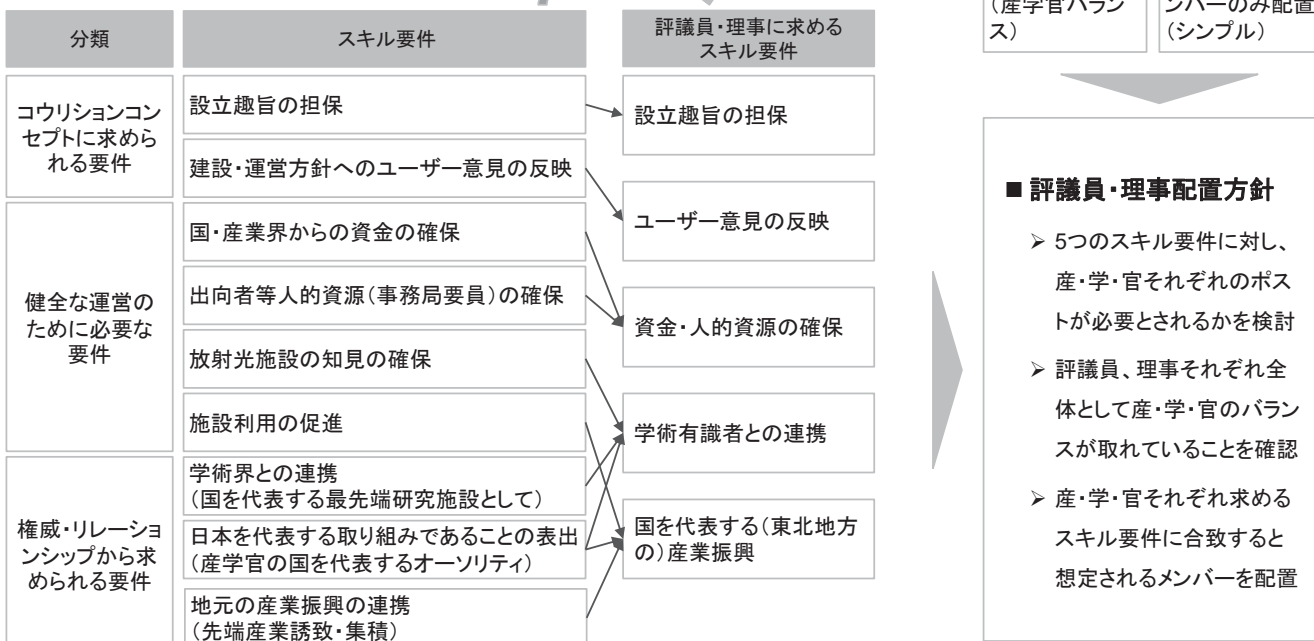 分類
スキル要件
評議員・理事に求める
スキル要件
コウリションコン
セプトに求めら
れる要件
設立趣旨の担保
建設・運営方針へのユーザー意見の反映
健全な運営の
ために必要な
要件
国・産業界からの資金の確保
出向者等人的資源（事務局要員）の確保
放射光施設の知見の確保
施設利用の促進
権威・リレーショ
ンシップから求
められる要件
学術界との連携
（国を代表する最先端研究施設として）
日本を代表する取り組みであることの表出
（産学官の国を代表するオーソリティ）
地元の産業振興の連携
（先端産業誘致・集積）
設立趣旨の担保
ユーザー意見の反映
資金・人的資源の確保
学術有識者との連携
国を代表する（東北地方
の）産業振興
（産学官バラン
ス）
ンバーのみ配置
（シンプル）
■ 評議員・理事配置方針
➢ 5つのスキル要件に対し、
産・学・官それぞれのポス
トが必要とされるかを検討
➢ 評議員、理事それぞれ全
体として産・学・官のバラン
スが取れていることを確認
➢ 産・学・官それぞれ求める
スキル要件に合致すると
想定されるメンバーを配置